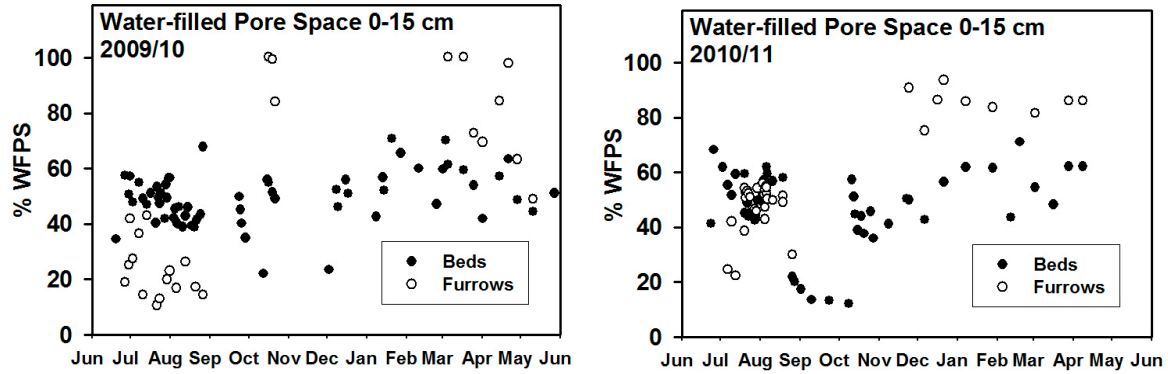 Water-filled Pore Space 0-15 cm
2009/10
% WFPS
100
80
60
40
20
0
Beds
Furrows
Jun Jul Aug Sep Oct Nov Dec Jan Feb Mar Apr May Jun
Water-filled Pore Space 0-15 cm
2010/11
% WFPS
100
80
60
40
20
0
Beds
Furrows
Jun Jul Aug Sep Oct Nov Dec Jan Feb Mar Apr May Jun